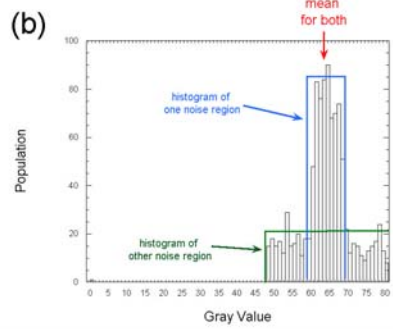 (b)
mean
for both
100
80
60
40
20
0
Population
histogram of
one noise region
histogram of
other noise region
0 5 10 15 20 25 30 35 40 45 50 55 60 65 70 75 80
Gray Value